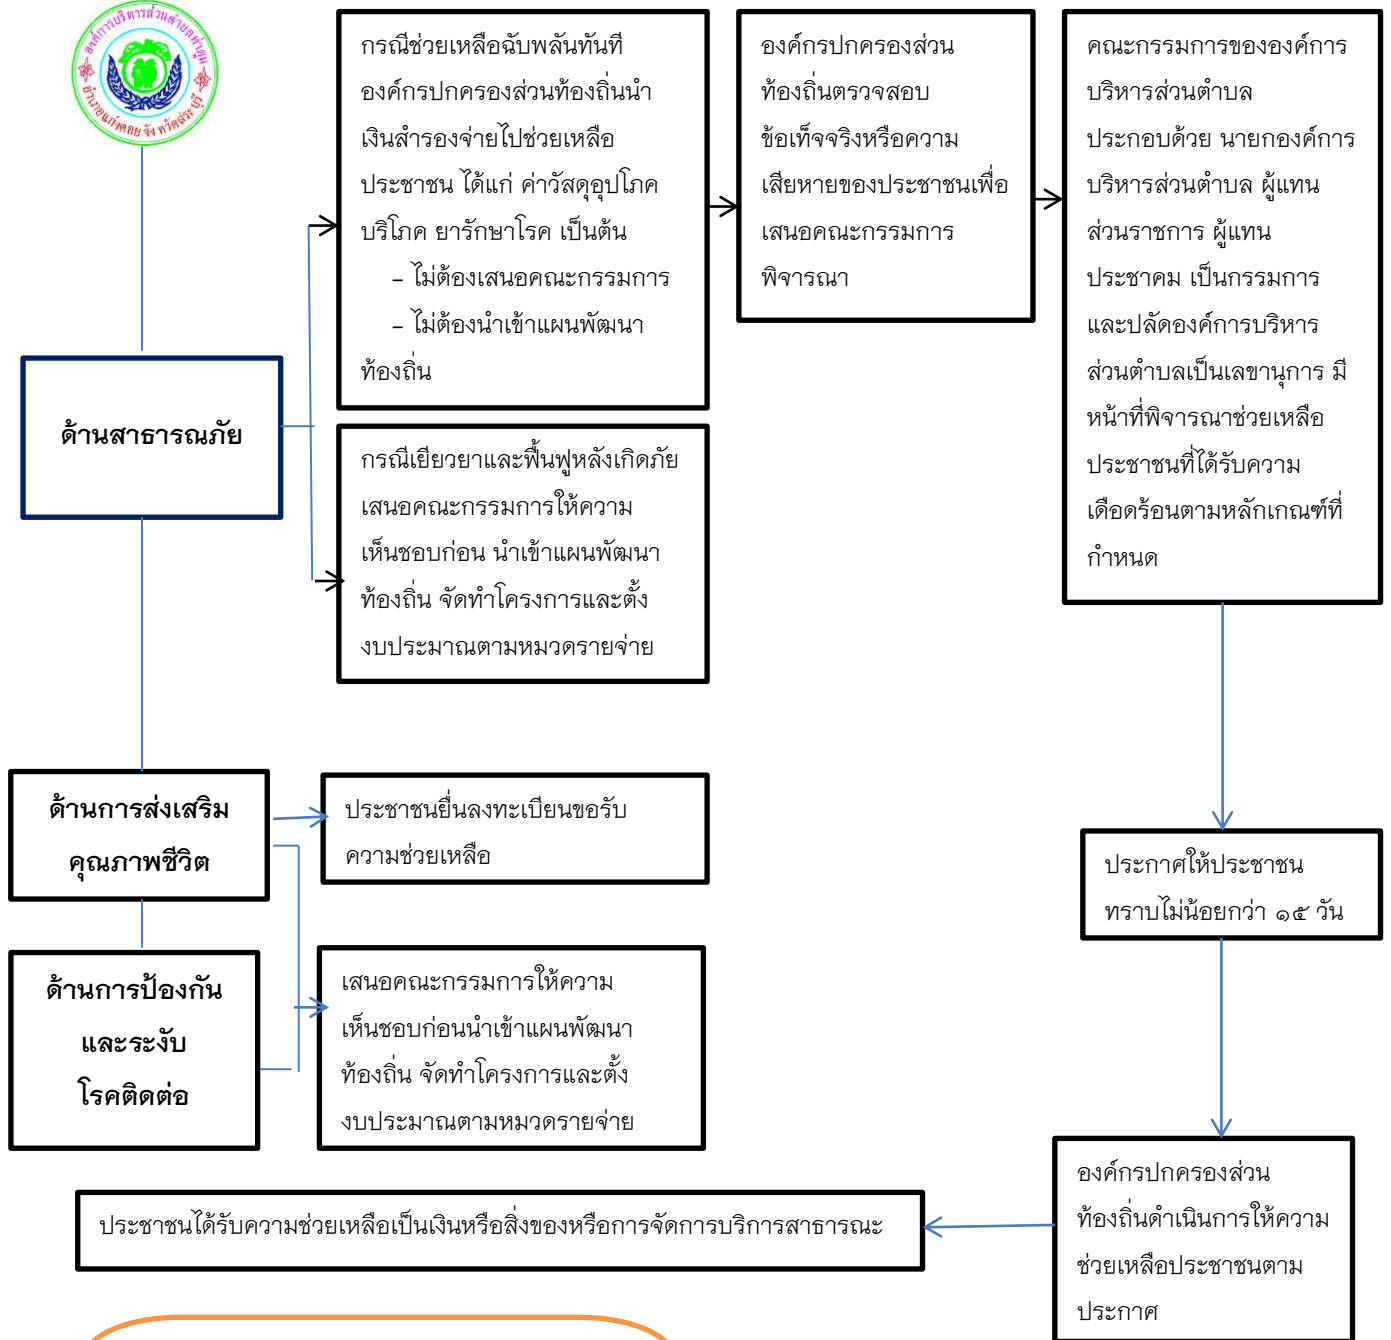 องค์การบริหารส่วนตำบลท่าตูม
อำเภอแก่งคอย จังหวัดสระบุรี
กรณีช่วยเหลือฉับพลันทันที
องค์กรปกครองส่วนท้องถิ่นนำ
เงินสำรองจ่ายไปช่วยเหลือ
ประชาชน ได้แก่ ค่าวัสดุอุปโภค
บริโภค ยารักษาโรค เป็นต้น
– ไม่ต้องเสนอคณะกรรมการ
– ไม่ต้องนำเข้าแผนพัฒนา
ท้องถิ่น
องค์กรปกครองส่วน
ท้องถิ่นตรวจสอบ
ข้อเท็จจริงหรือความ
เสียหายของประชาชนเพื่อ
เสนอคณะกรรมการ
พิจารณา
คณะกรรมการขององค์การ
บริหารส่วนตำบล
ประกอบด้วย นายกองค์การ
บริหารส่วนตำบล ผู้แทน
ส่วนราชการ ผู้แทน
ประชาคม เป็นกรรมการ
และปลัดองค์การบริหาร
ส่วนตำบลเป็นเลขานุการ มี
หน้าที่พิจารณาช่วยเหลือ
ประชาชนที่ได้รับความ
เดือดร้อนตามหลักเกณฑ์ที่
กำหนด
ด้านสาธารณภัย
กรณีเยียวยาและฟื้นฟูหลังเกิดภัย
เสนอคณะกรรมการให้ความ
เห็นชอบก่อน นำเข้าแผนพัฒนา
ท้องถิ่น จัดทำโครงการและตั้ง
งบประมาณตามหมวดรายจ่าย
ด้านการส่งเสริม
คุณภาพชีวิต
ประชาชนยื่นลงทะเบียนขอรับ
ความช่วยเหลือ
ประกาศให้ประชาชน
ทราบไม่น้อยกว่า ๑๕ วัน
ด้านการป้องกัน
และระงับ
โรคติดต่อ
เสนอคณะกรรมการให้ความ
เห็นชอบก่อนนำเข้าแผนพัฒนา
ท้องถิ่น จัดทำโครงการและตั้ง
งบประมาณตามหมวดรายจ่าย
องค์กรปกครองส่วน
ท้องถิ่นดำเนินการให้ความ
ช่วยเหลือประชาชนตาม
ประกาศ
ประชาชนได้รับความช่วยเหลือเป็นเงินหรือสิ่งของหรือการจัดการบริการสาธารณะ